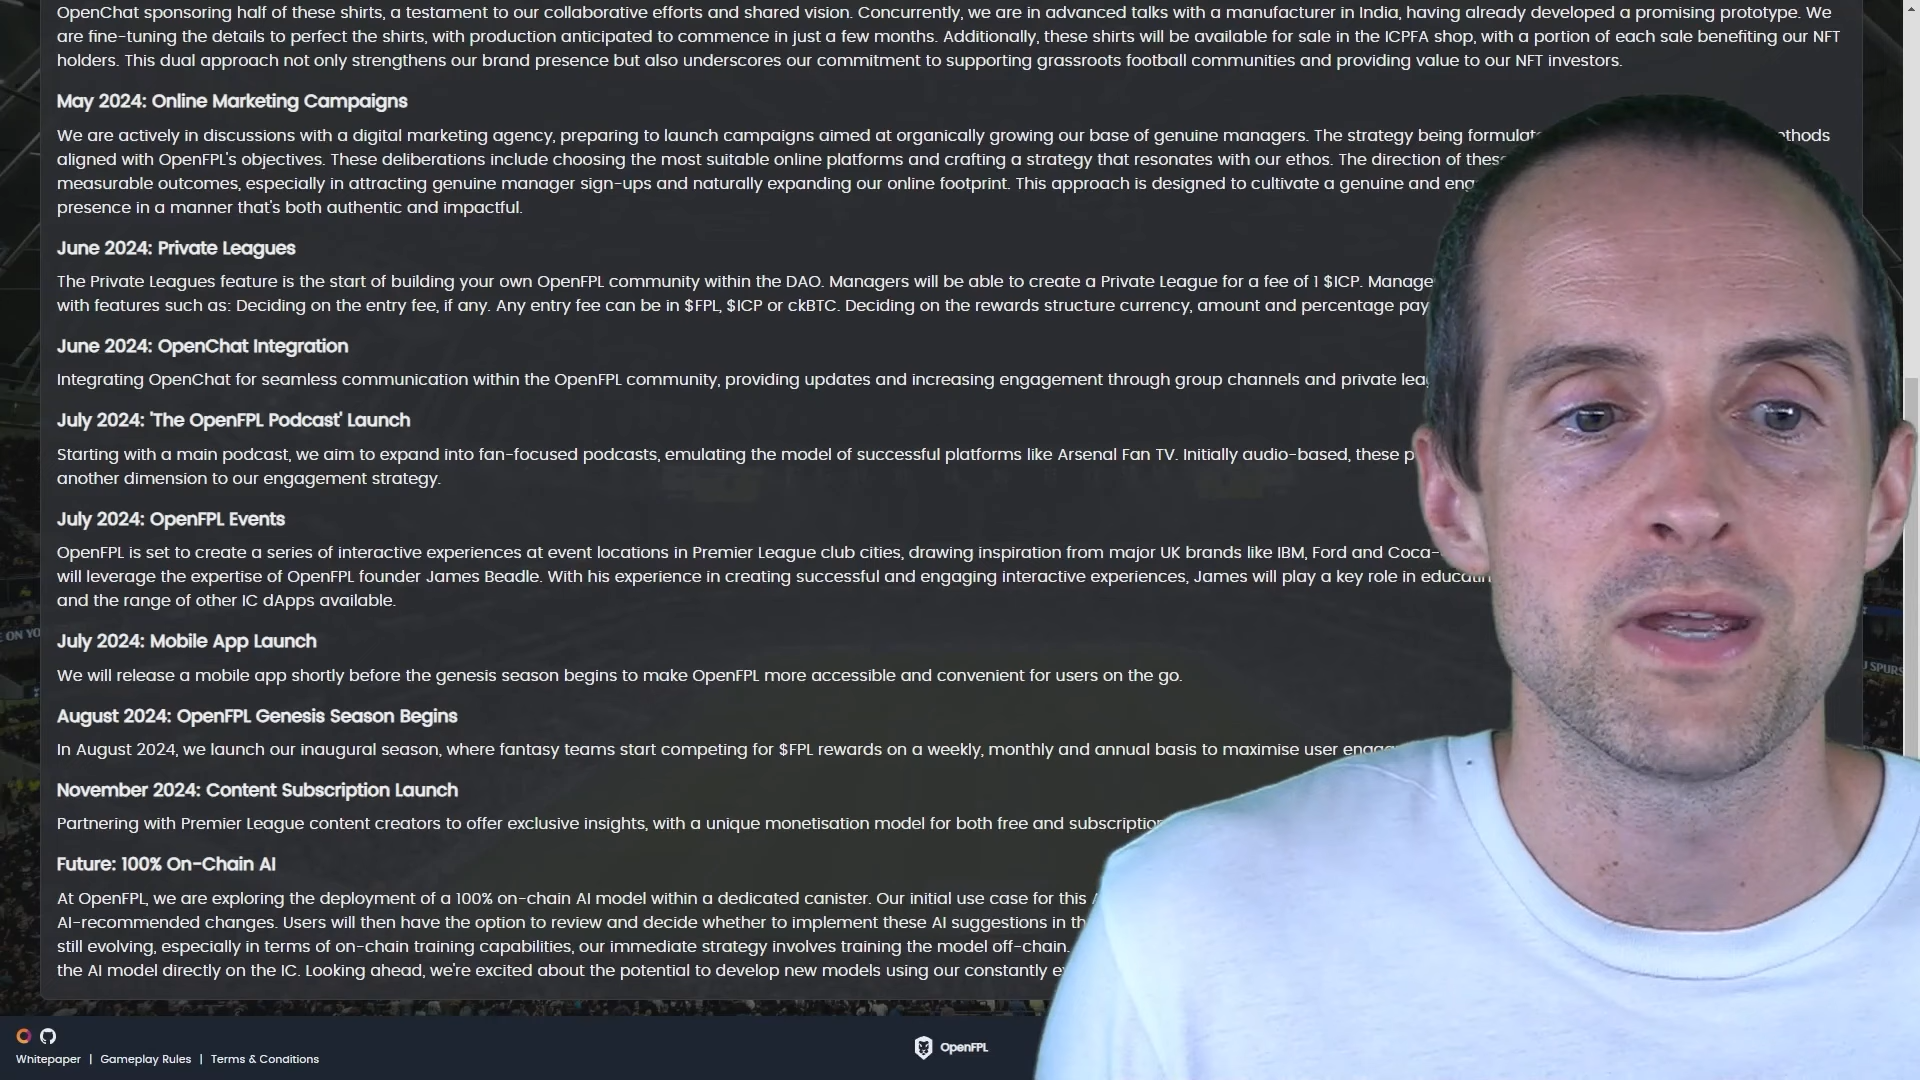 OpenChat sponsoring half of these shirts, a testament to our collaborative efforts and shared vision. Concurrently, we are in advanced talks with a manufacturer in India, having already developed a promising prototype. We
are fine-tuning the details to perfect the shirts, with production anticipated to commence in just a few months. Additionally, these shirts will be available for sale in the ICPFA shop, with a portion of each sale benefiting our NFT
holders. This dual approach not only strengthens our brand presence but also underscores our commitment to supporting grassroots football communities and providing value to our NFT investors.
May 2024: Online Marketing Campaigns
We are actively in discussions with a digital marketing agency, preparing to launch campaigns aimed at organically growing our base of genuine managers. The strategy being
aligned with OpenFPL's objectives. These deliberations include choosing the most suitable online platforms and crafting a strategy that resonates with our ethos. The direction of
measurable outcomes, especially in attracting genuine manager sign-ups and naturally expanding our online footprint. This approach is designed to cultivate a genuine and
presence in a manner that's both authentic and impactful.
June 2024: Private Leagues
The Private Leagues feature is the start of building your own OpenFPL community within the DAO. Managers will be able to create a Private League for a fee of 1 $ICP.
with features such as: Deciding on the entry fee, if any. Any entry fee can be in $FPL, $ICP or ckBTC. Deciding on the rewards structure currency, amount and percentage
June 2024: OpenChat Integration
Integrating OpenChat for seamless communication within the OpenFPL community, providing updates and increasing engagement through group channels and private
July 2024: 'The OpenFPL Podcast' Launch
Starting with a main podcast, we aim to expand into fan-focused podcasts, emulating the model of successful platforms like Arsenal Fan TV. Initially audio-based, these
another dimension to our engagement strategy.
July 2024: OpenFPL Events
OpenFPL is set to create a series of interactive experiences at event locations in Premier League club cities, drawing inspiration from major UK brands like IBM, Ford and
will leverage the expertise of OpenFPL founder James Beadle. With his experience in creating successful and engaging interactive experiences, James will play a key role in
and the range of other IC dApps available.
July 2024: Mobile App Launch
We will release a mobile app shortly before the genesis season begins to make OpenFPL more accessible and convenient for users on the go.
August 2024: OpenFPL Genesis Season Begins
In August 2024, we launch our inaugural season, where fantasy teams start competing for $FPL rewards on a weekly, monthly and annual basis to maximise user
November 2024: Content Subscription Launch
Partnering with Premier League content creators to offer exclusive insights, with a unique monetisation model for both free and
Future: 100% On-Chain AI
At OpenFPL, we are exploring the deployment of a 100% on-chain AI model within a dedicated canister. Our initial use case for this
AI-recommended changes. Users will then have the option to review and decide whether to implement these AI suggestions in
still evolving, especially in terms of on-chain training capabilities, our immediate strategy involves training the model off-chain.
the AI model directly on the IC. Looking ahead, we're excited about the potential to develop new models using our constantly
Whitepaper | Gameplay Rules | Terms & Conditions
OpenFPL